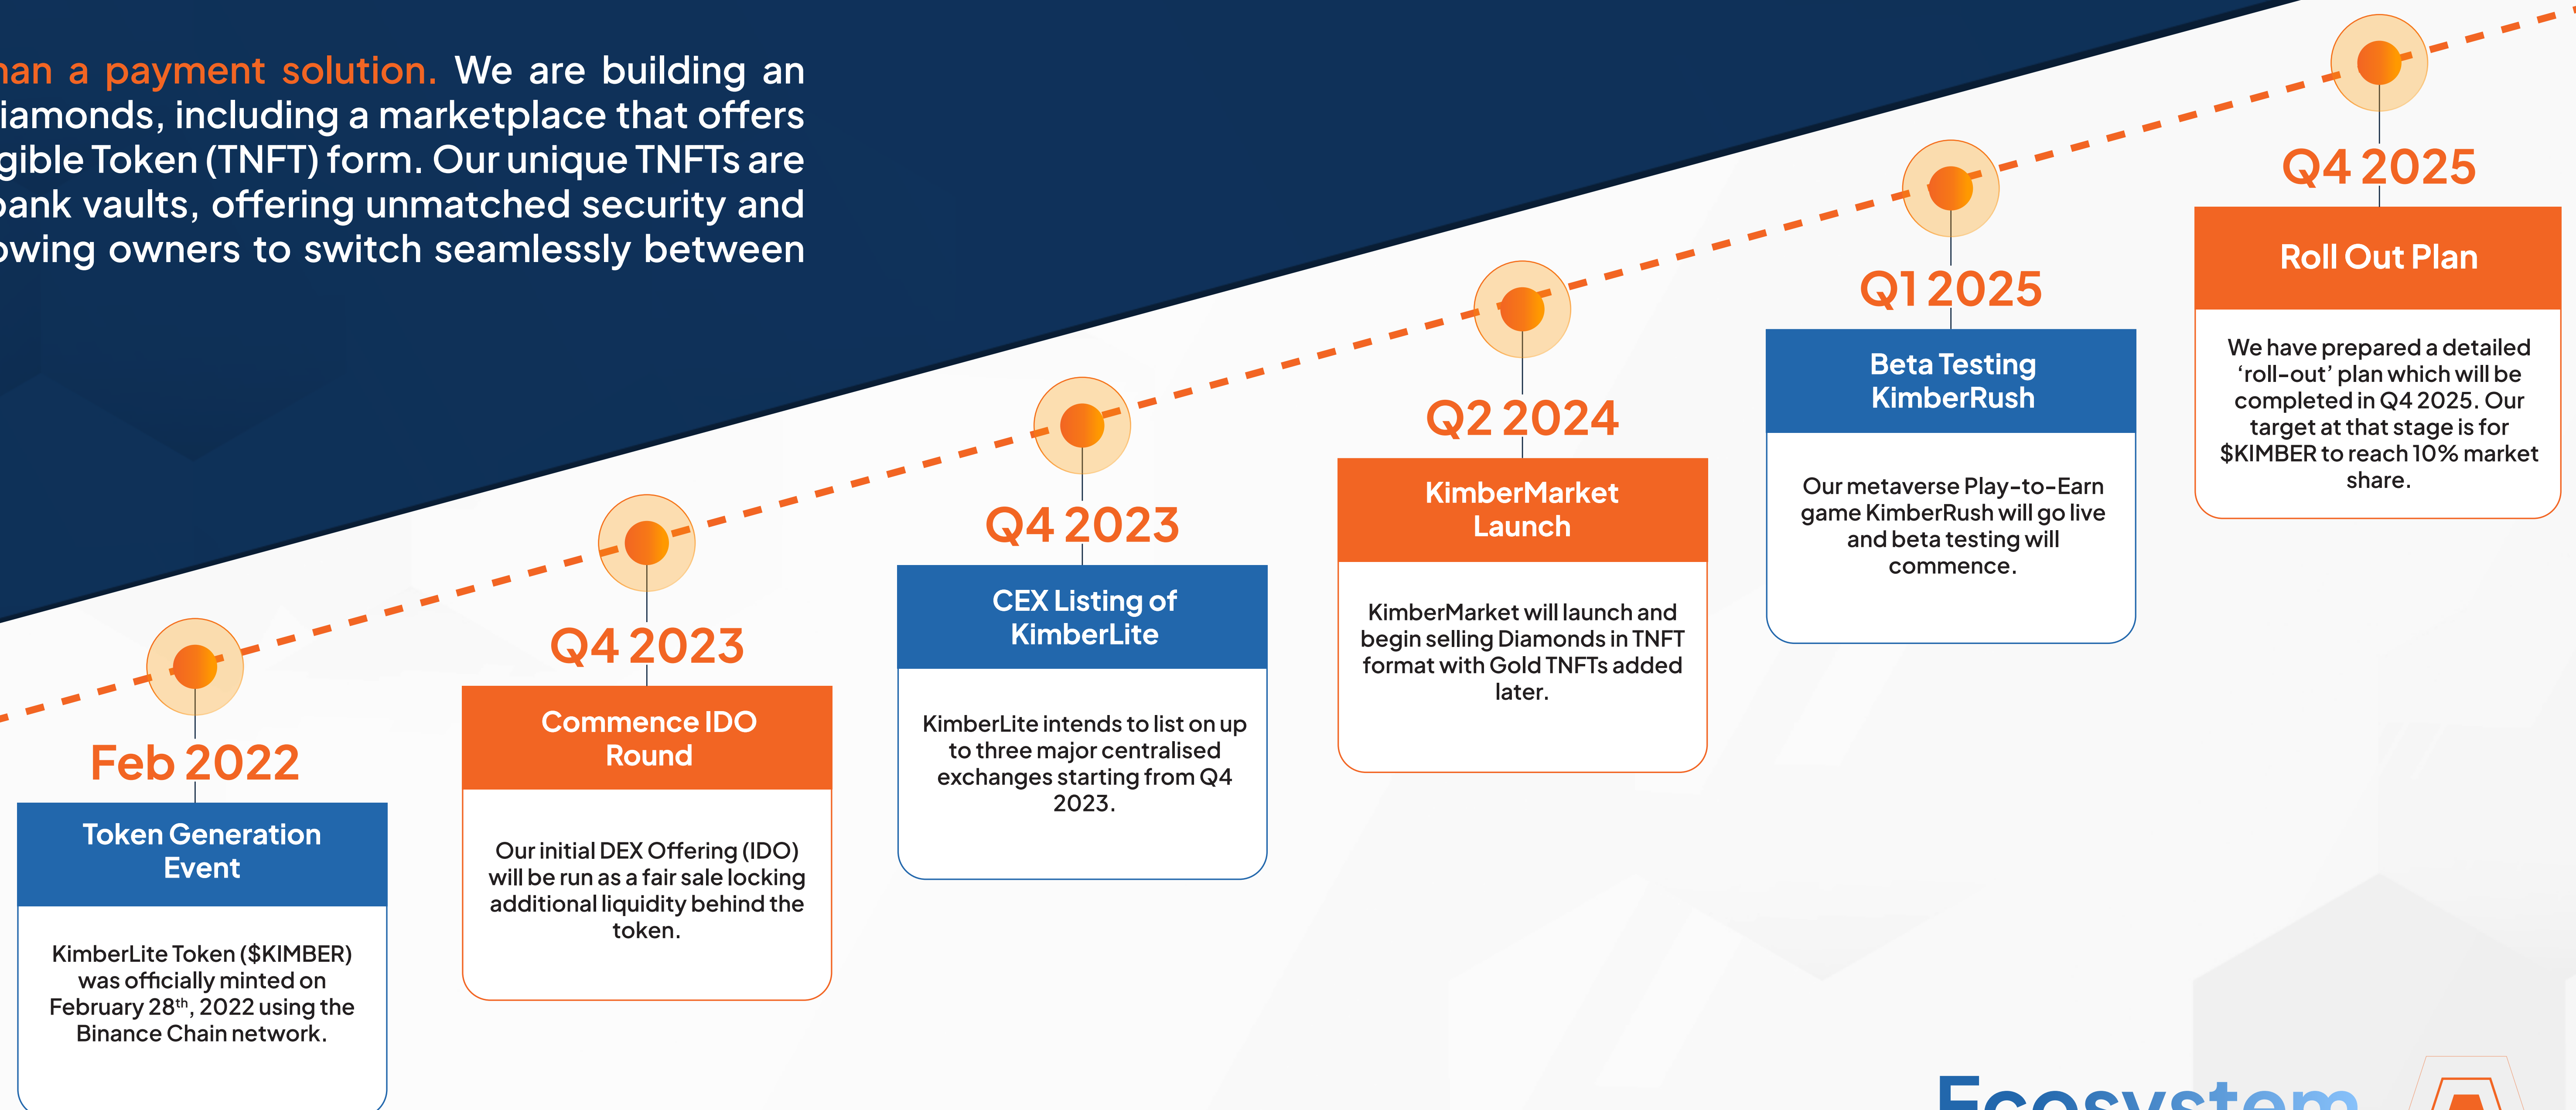 han a payment solution. We are building an
iamonds, including a marketplace that offers
gible Token (TNFT) form. Our unique TNFTs are
bank vaults, offering unmatched security and
owing owners to switch seamlessly between
Feb 2022
Token Generation
Event
KimberLite Token ($KIMBER)
was officially minted on
February 28th, 2022 using the
Binance Chain network.
Q4 2023
Commence IDO
Round
Our initial DEX Offering (IDO)
will be run as a fair sale locking
additional liquidity behind the
token.
Q4 2023
CEX Listing of
KimberLite
KimberLite intends to list on up
to three major centralised
exchanges starting from Q4
2023.
Q2 2024
KimberMarket
Launch
KimberMarket will launch and
begin selling Diamonds in TNFT
format with Gold TNFTs added
later.
Q1 2025
Beta Testing
KimberRush
Our metaverse Play-to-Earn
game KimberRush will go live
and beta testing will
commence.
Q4 2025
Roll Out Plan
We have prepared a detailed
‘roll-out’ plan which will be
completed in Q4 2025. Our
target at that stage is for
$KIMBER to reach 10% market
share.
Ecosystem